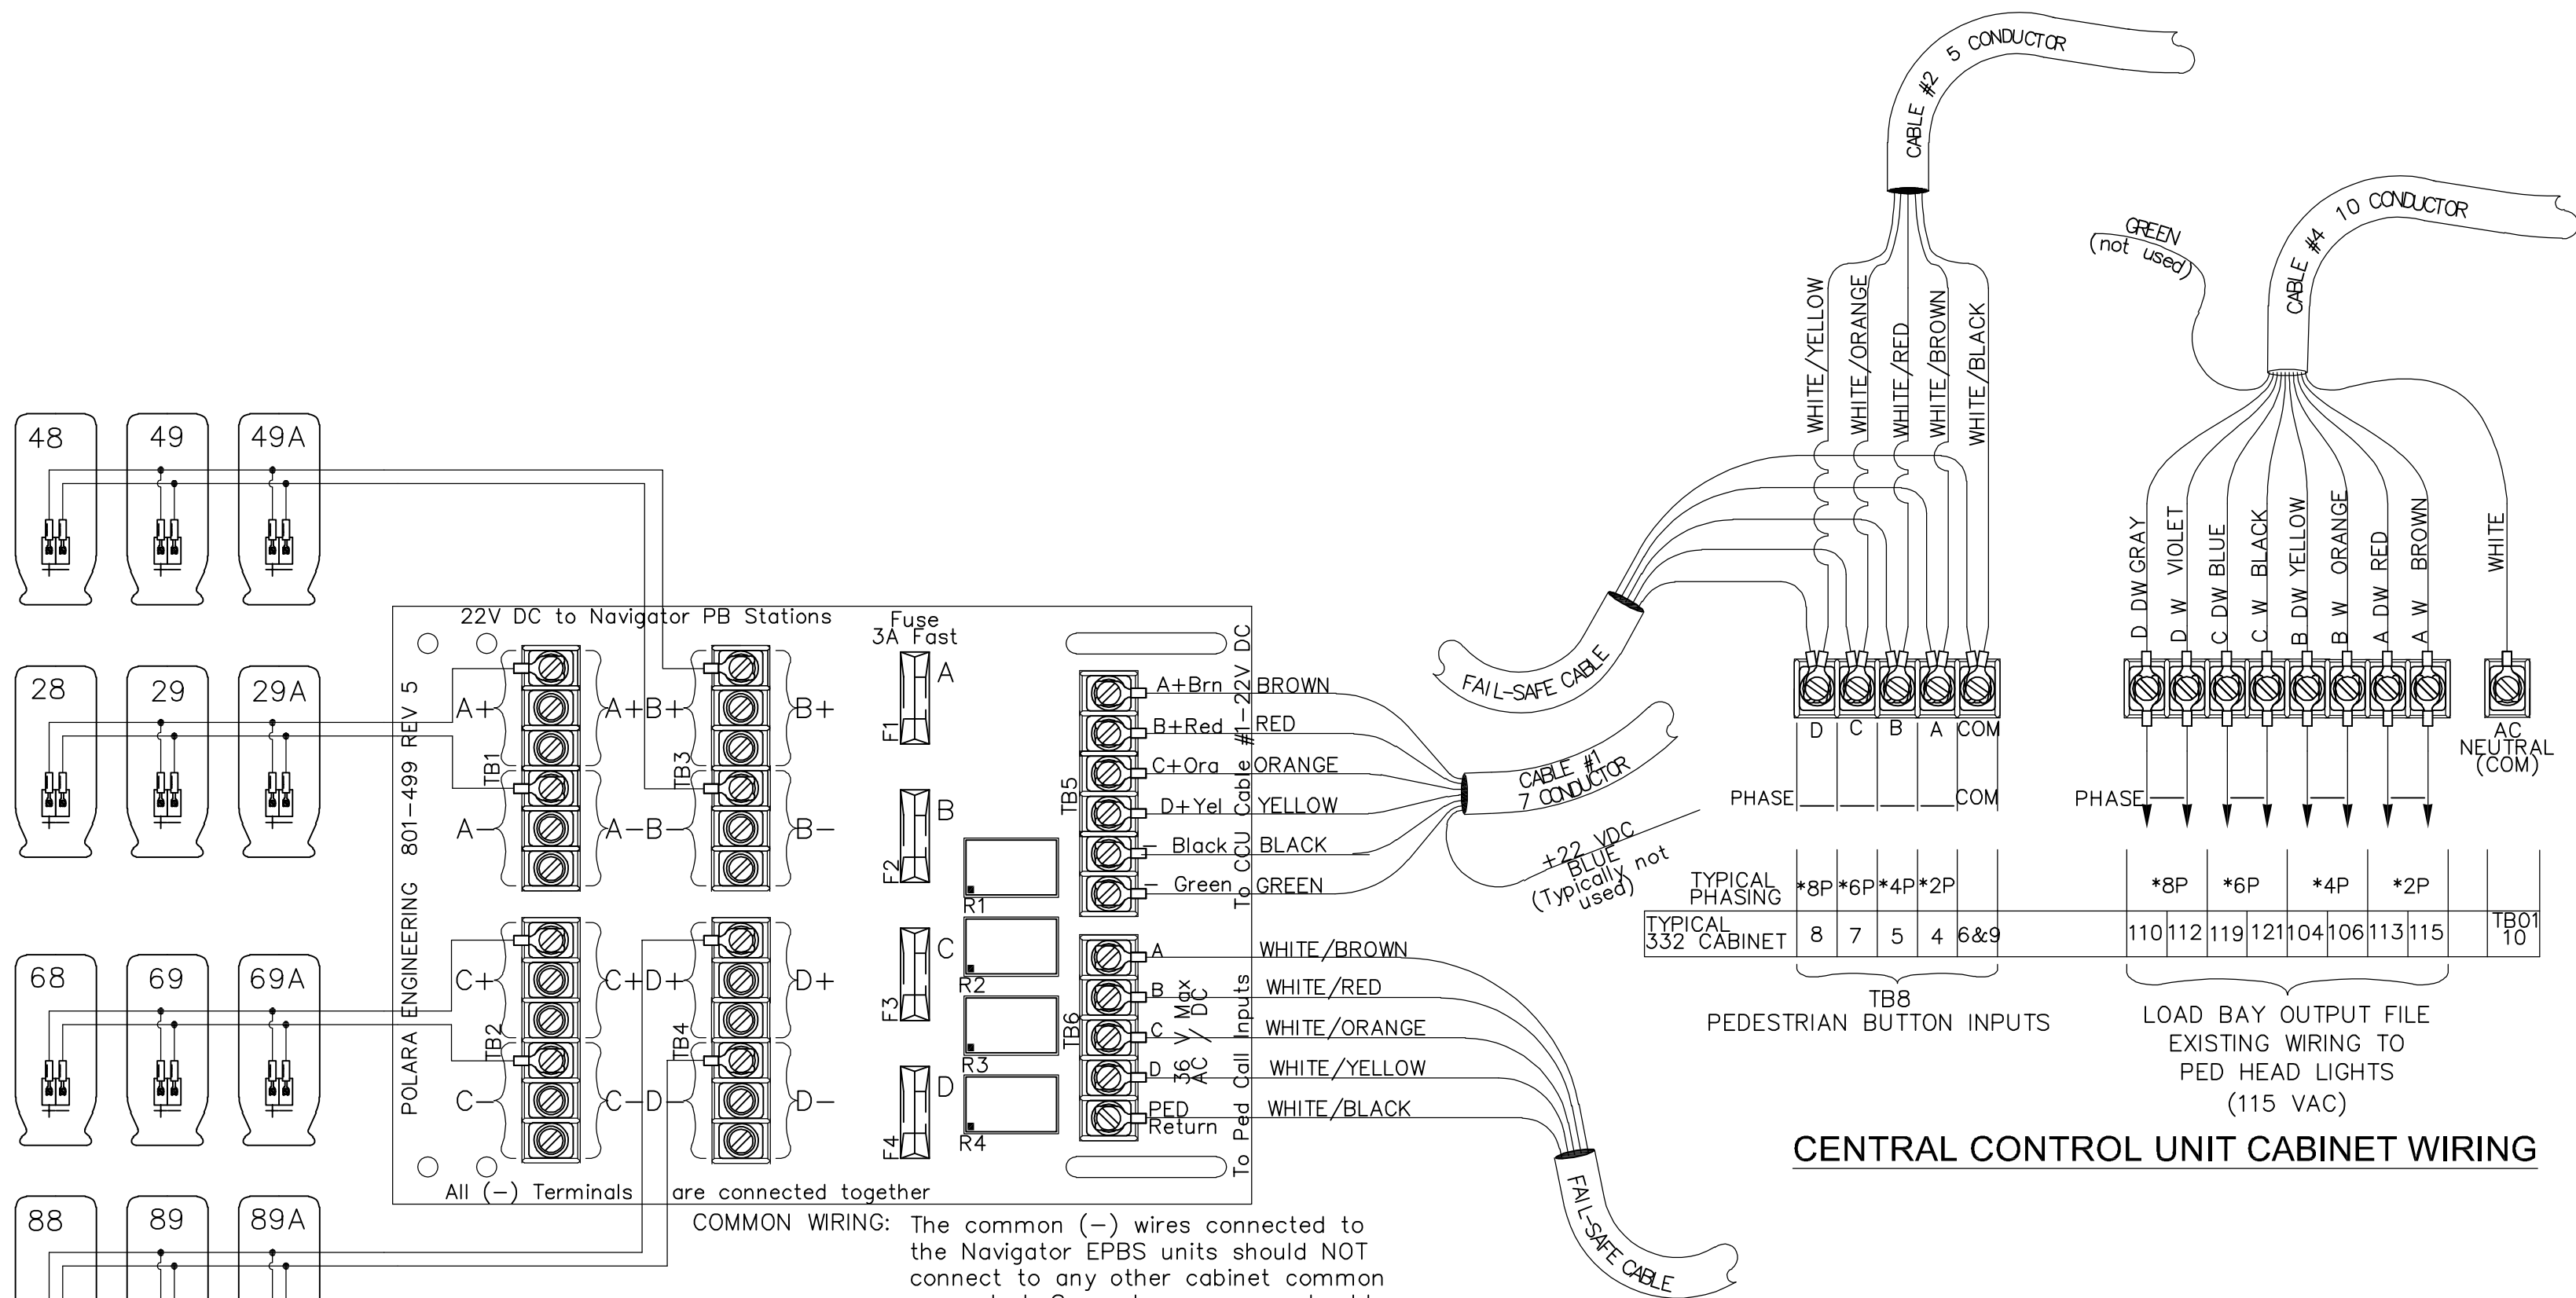 CABLE #2 5 CONDUCTOR
CABLE #4 10 CONDUCTOR
GREEN
(not used)
WHITE/YELLOW
WHITE/ORANGE
WHITE/RED
WHITE/BROWN
WHITE/BLACK
D DW GRAY
D W VIOLET
C DW BLUE
C W BLACK
B DW YELLOW
B W ORANGE
A DW RED
A W BROWN
WHITE
48
49
49A
28
29
29A
68
69
69A
88
89
89A
22V DC to Navigator PB Stations
Fuse
3A Fast
POLARA ENGINEERING 801-499 REV 5
A+
A+
B+
B+
TB1
TB3
A-
A-
B-
B-
C+
C+
D+
D+
TB2
TB4
C-
C-
D-
D-
F1
A
F2
B
F3
C
F4
D
R1
R2
R3
R4
TB5
To CCU Cable #1-22V DC
A+Brn
B+Red
C+Ora
D+Yel
- Black
- Green
BROWN
RED
ORANGE
YELLOW
BLACK
GREEN
CABLE #1
7 CONDUCTOR
+22 VDC
BLUE
(Typically not
used)
TB6
36 V Max
AC / DC
To Ped Call Inputs
A
B
C
D
PED
Return
WHITE/BROWN
WHITE/RED
WHITE/ORANGE
WHITE/YELLOW
WHITE/BLACK
FAIL-SAFE CABLE
FAIL-SAFE CABLE
All (-) Terminals are connected together
COMMON WIRING: The common (-) wires connected to
the Navigator EPBS units should NOT
connect to any other cabinet common
D C B A COM
PHASE COM
PHASE
AC
NEUTRAL
(COM)
TYPICAL
PHASING
*8P *6P *4P *2P
*8P *6P *4P *2P
TYPICAL
332 CABINET
8 7 5 4 6&9
110 112 119 121 104 106 113 115
TB01
10
TB8
PEDESTRIAN BUTTON INPUTS
LOAD BAY OUTPUT FILE
EXISTING WIRING TO
PED HEAD LIGHTS
(115 VAC)
CENTRAL CONTROL UNIT CABINET WIRING